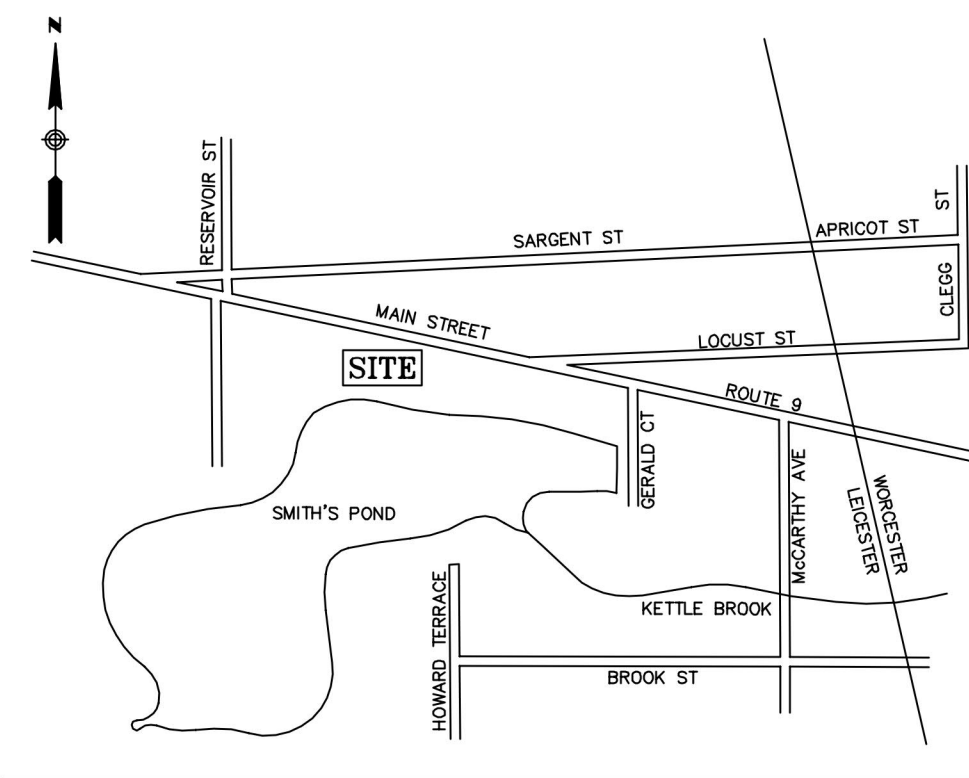 N
RESERVOIR ST
SARGENT ST
APRICOT ST
CLEGG ST
MAIN STREET
LOCUST ST
SITE
ROUTE 9
GERALD CT
SMITH'S POND
McCARTHY AVE
WORCESTER
LEICESTER
HOWARD TERRACE
KETTLE BROOK
BROOK ST